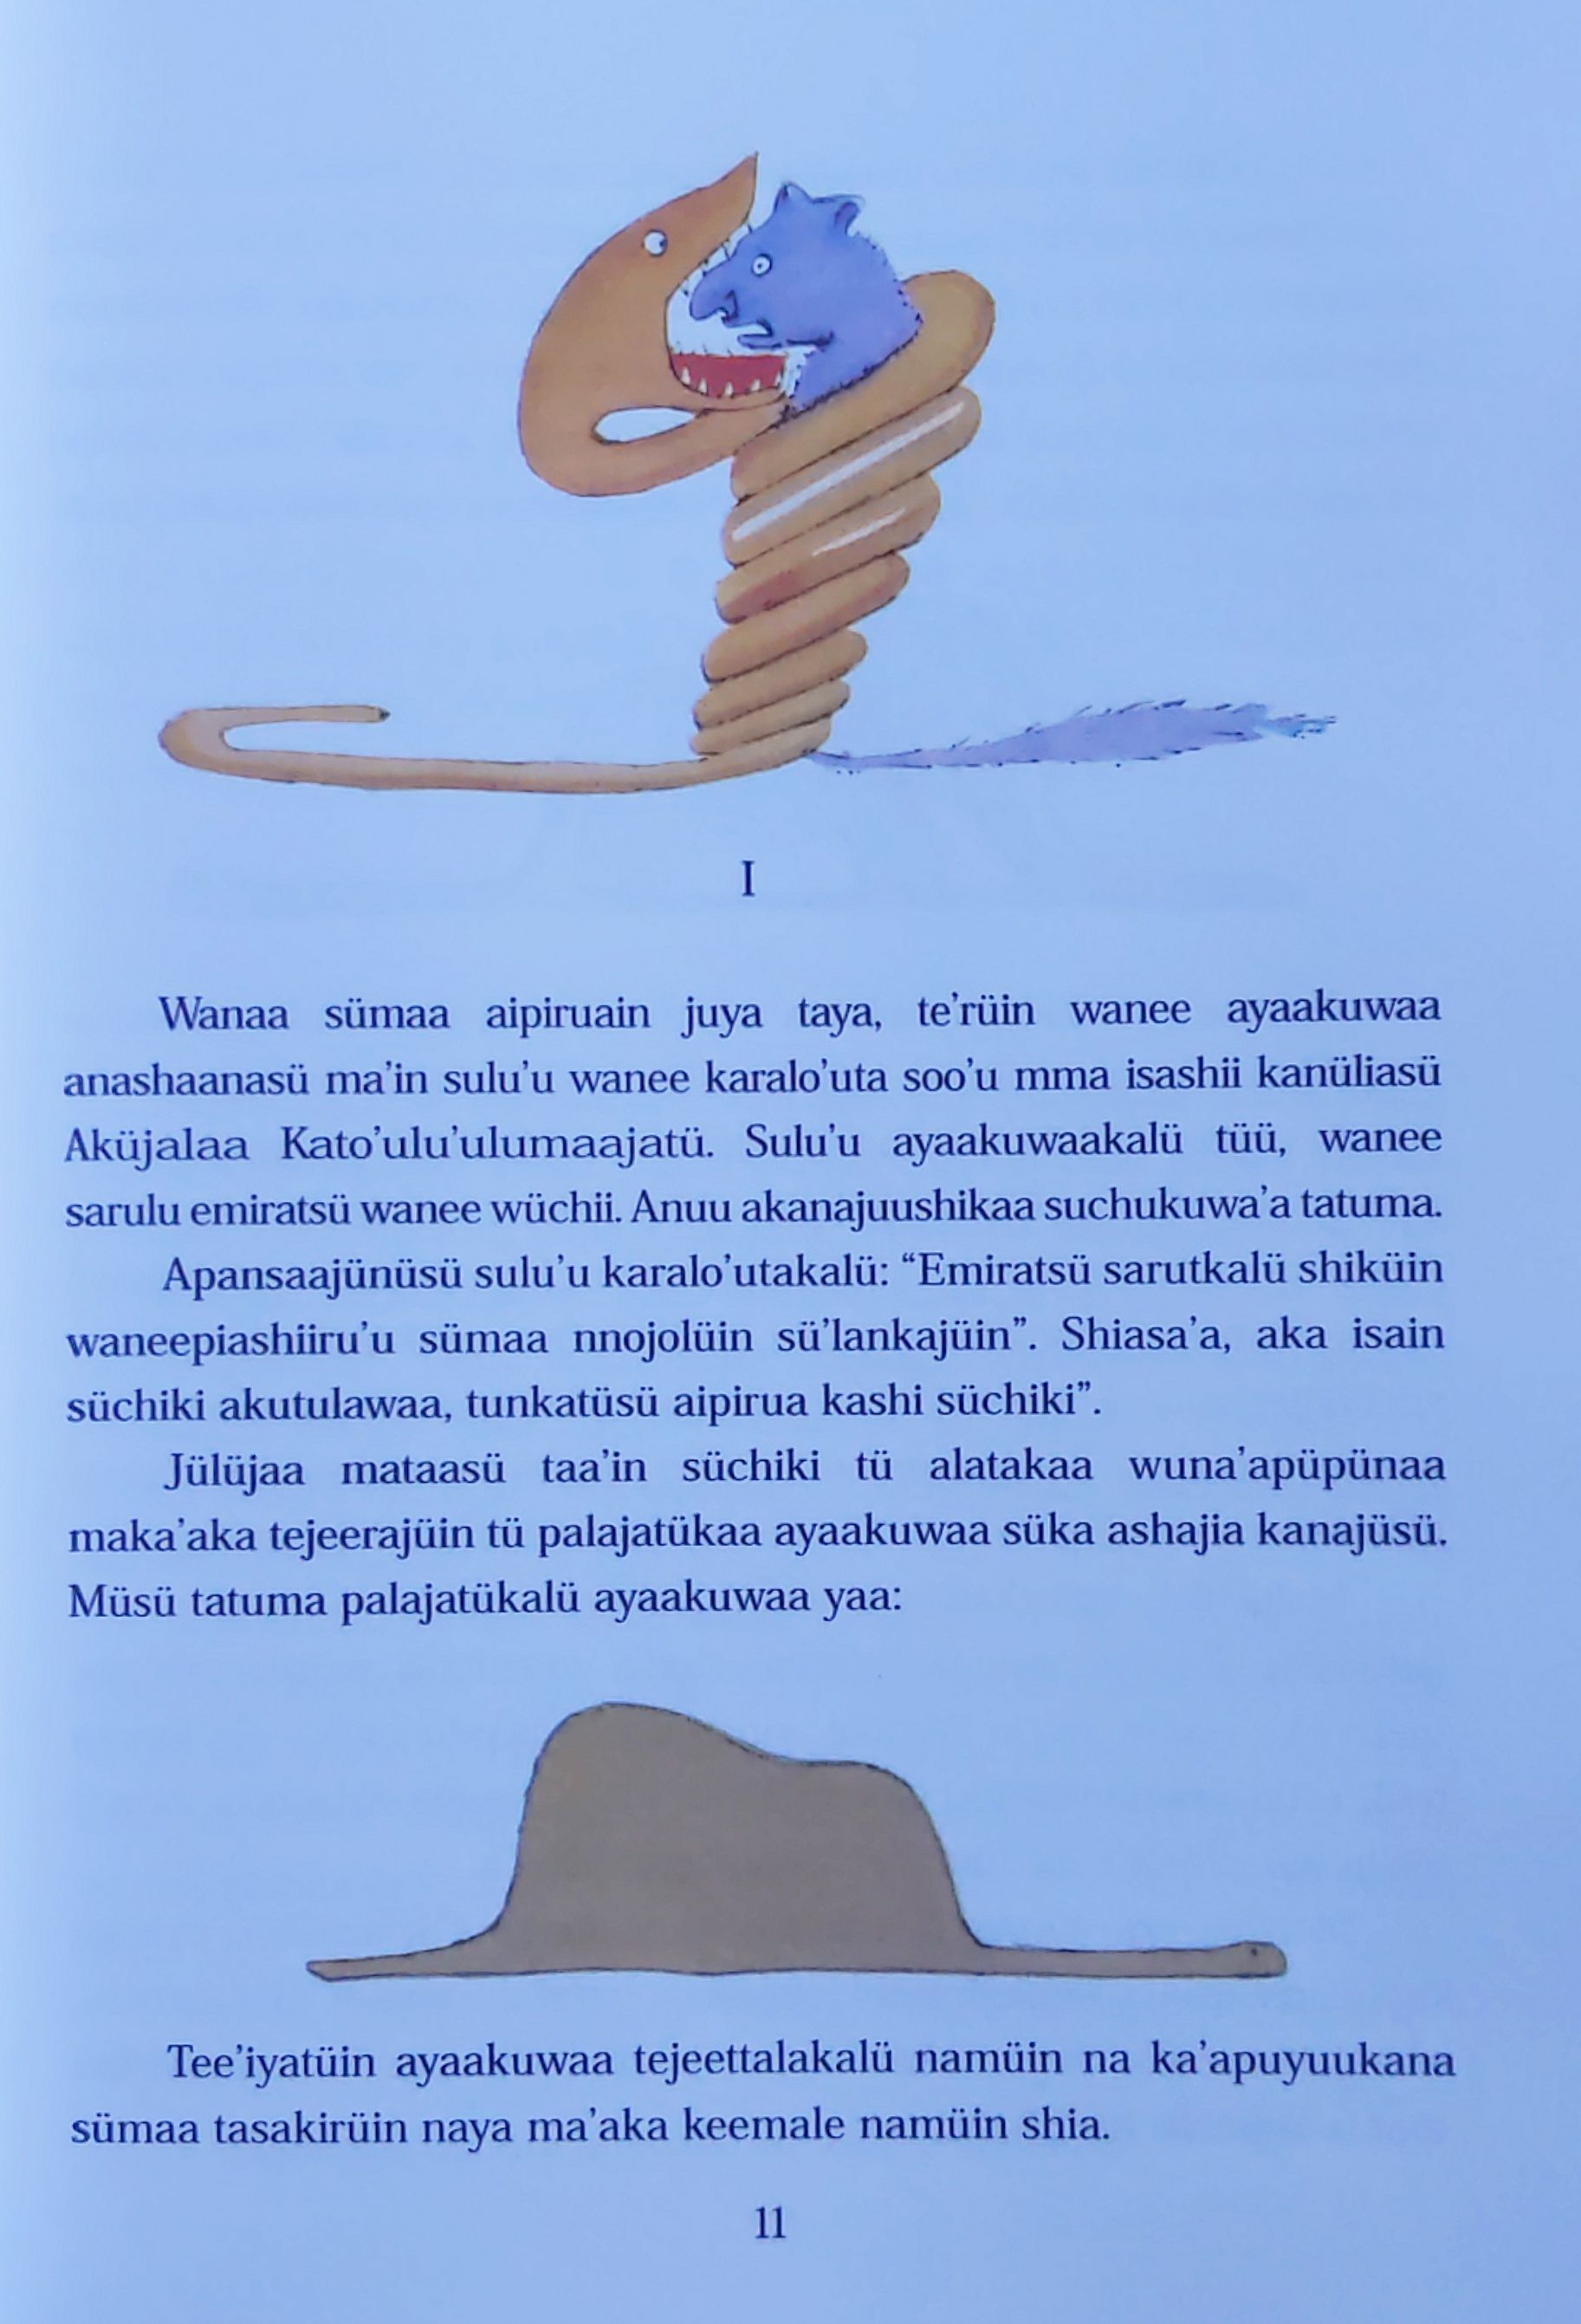 I
Wanaa sümaa aipiruain juya taya, te’rüin wanee ayaakuwaa
anashaanasü ma’in sulu’u wanee karalo’uta soo’u mma isashii kanüliasü
Aküjalaa Kato’ulu’ulumaajatü. Sulu’u ayaakuwaakalü tüü, wanee
sarulu emiratsü wanee wüchii. Anuu akanajuushikaa suchukuwa’a tatuma.
Apansaajünüsü sulu’u karalo’utakalü: “Emiratsü sarutkalü shiküin
waneepiashiiru’u sümaa nnojolüin sü’lankajüin”. Shiasa’a, aka isain
süchiki akutulawaa, tunkatüsü aipirua kashi süchiki”.
Jülüjaa mataasü taa’in süchiki tü alatakaa wuna’apüpünaa
maka’aka tejeerajüin tü palajatükaa ayaakuwaa süka ashajia kanajüsü.
Müsü tatuma palajatükalü ayaakuwaa yaa:
Tee’iyatüin ayaakuwaa tejeettalakalü namüin na ka’apuyuukana
sümaa tasakirüin naya ma’aka keemale namüin shia.
11